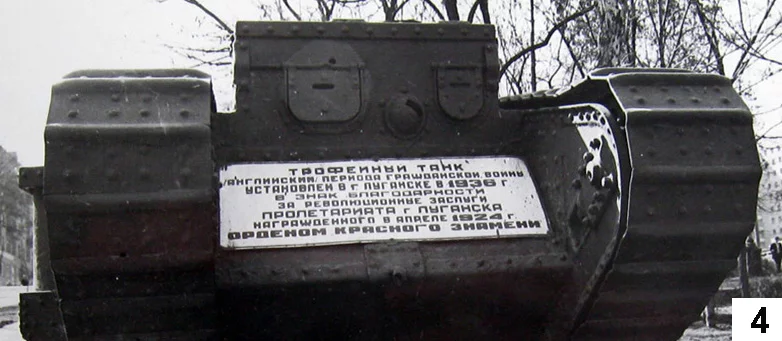 ТРОФЕЙНЫЙ ТАНК
/АНГЛИЙСКИЙ/ ПЕРИОДА ГРАЖДАНСКОЙ ВОЙНЫ
УСТАНОВЛЕН В Г. ЛУГАНСКЕ В 1936 Г
В ЗНАК БЛАГОДАРНОСТИ
ЗА РЕВОЛЮЦИОННЫЕ ЗАСЛУГИ
ПРОЛЕТАРИАТА Г. ЛУГАНСКА
НАГРАЖДЕННОГО В АПРЕЛЕ 1924 Г.
ОРДЕНОМ КРАСНОГО ЗНАМЕНИ
4